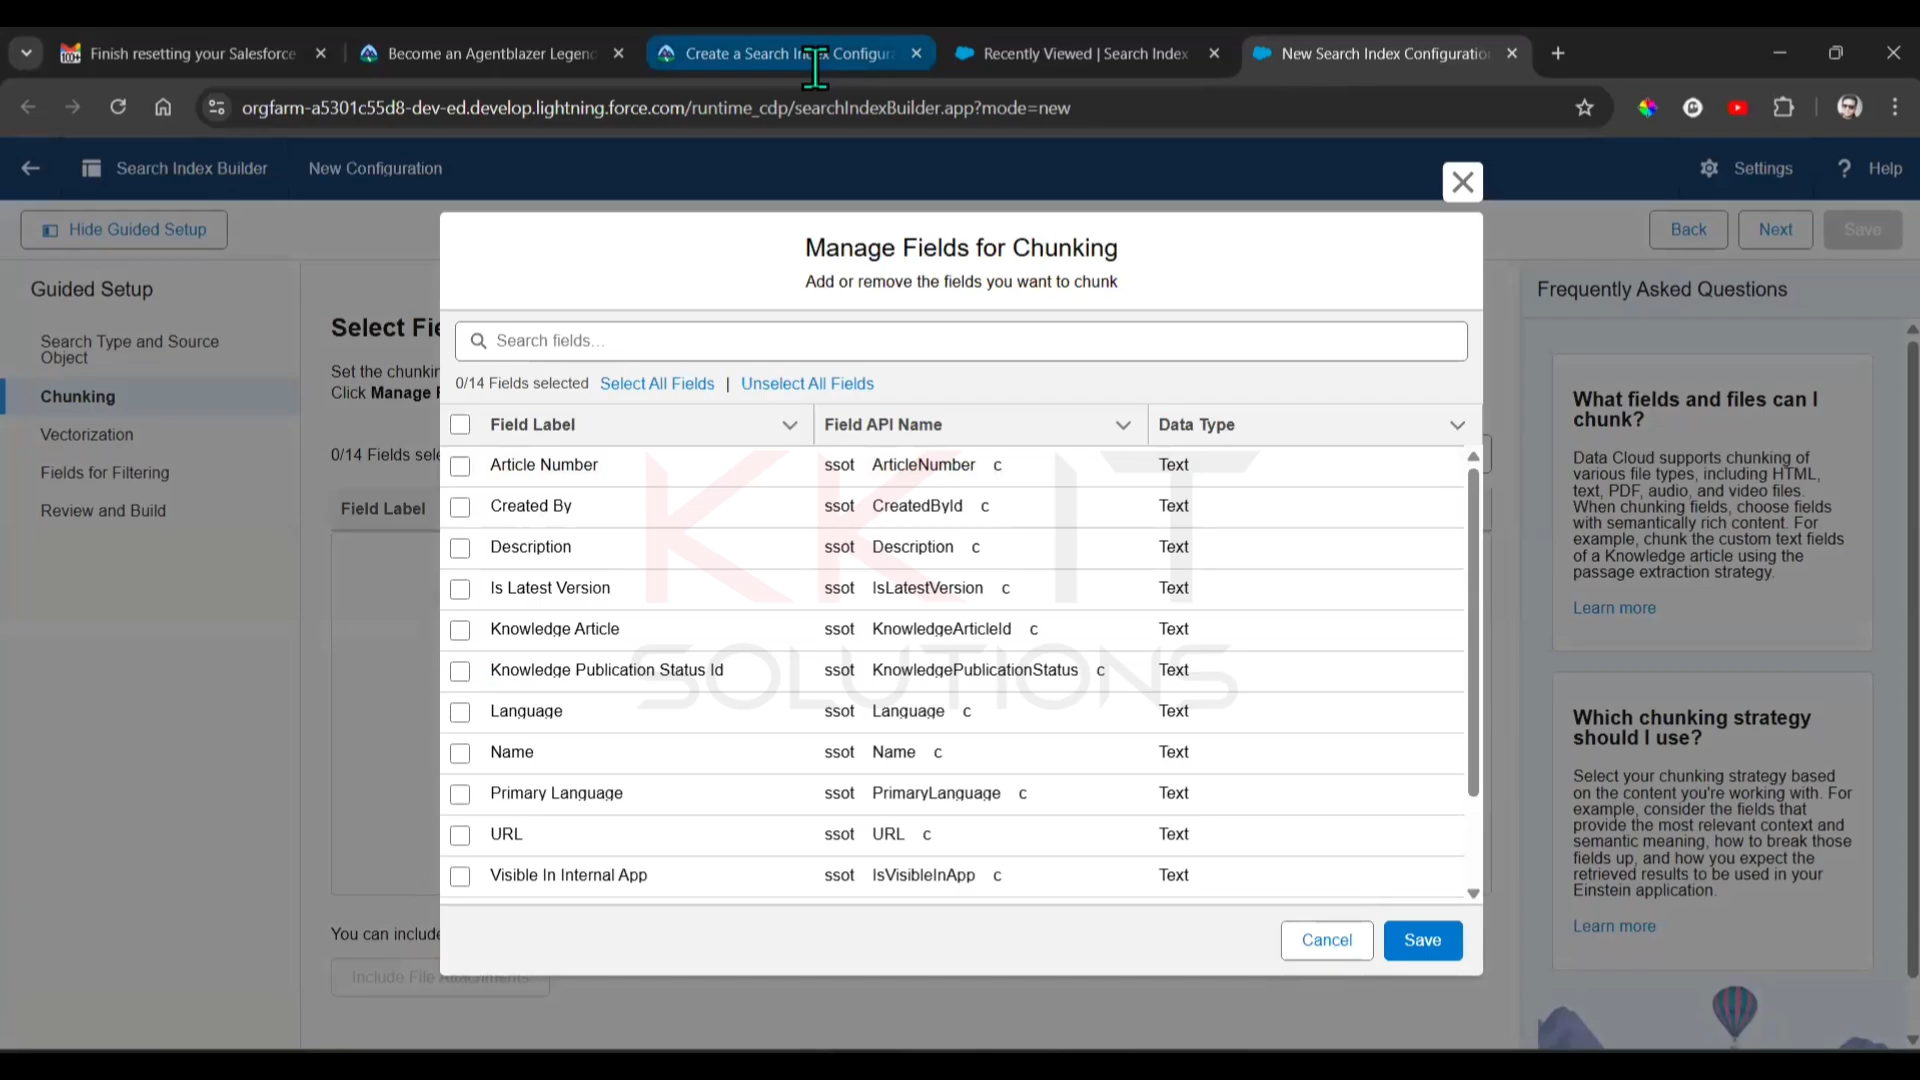 Finish resetting your Salesforce
Become an Agentblazer Legend
Create a Search Index Configura
Recently Viewed | Search Index
New Search Index Configuratio
orgfarm-a5301c55d8-dev-ed.develop.lightning.force.com/runtime_cdp/searchIndexBuilder.app?mode=new
Search Index Builder
New Configuration
Settings
Help
Hide Guided Setup
Back
Next
Save
Guided Setup
Search Type and Source
Object
Chunking
Vectorization
Fields for Filtering
Review and Build
Select Fie
Set the chunkin
Click Manage F
0/14 Fields sele
Field Label
You can include
Include File Attachments
Manage Fields for Chunking
Add or remove the fields you want to chunk
Search fields...
0/14 Fields selected Select All Fields | Unselect All Fields
Field Label Field API Name Data Type
Article Number ssot ArticleNumber c Text
Created By ssot CreatedById c Text
Description ssot Description c Text
Is Latest Version ssot IsLatestVersion c Text
Knowledge Article ssot KnowledgeArticleId c Text
Knowledge Publication Status Id ssot KnowledgePublicationStatus c Text
Language ssot Language c Text
Name ssot Name c Text
Primary Language ssot PrimaryLanguage c Text
URL ssot URL c Text
Visible In Internal App ssot IsVisibleInApp c Text
Cancel
Save
KKIT
SOLUTIONS
Frequently Asked Questions
What fields and files can I
chunk?
Data Cloud supports chunking of
various file types, including HTML,
text, PDF, audio, and video files.
When chunking fields, choose fields
with semantically rich content. For
example, chunk the custom text fields
of a Knowledge article using the
passage extraction strategy.
Learn more
Which chunking strategy
should I use?
Select your chunking strategy based
on the content you're working with. For
example, consider the fields that
provide the most relevant context and
semantic meaning, how to break those
fields up, and how you expect the
retrieved results to be used in your
Einstein application.
Learn more